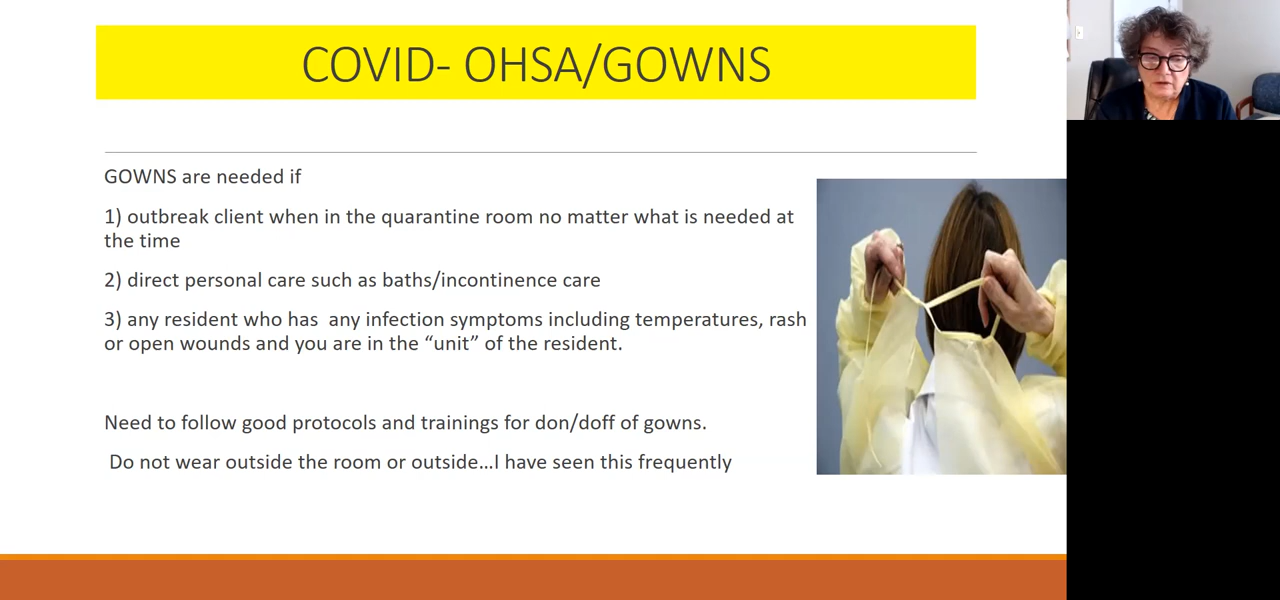 COVID- OHSA/GOWNS
GOWNS are needed if
1) outbreak client when in the quarantine room no matter what is needed at
the time
2) direct personal care such as baths/incontinence care
3) any resident who has  any infection symptoms including temperatures, rash
or open wounds and you are in the “unit” of the resident.
Need to follow good protocols and trainings for don/doff of gowns.
Do not wear outside the room or outside…I have seen this frequently